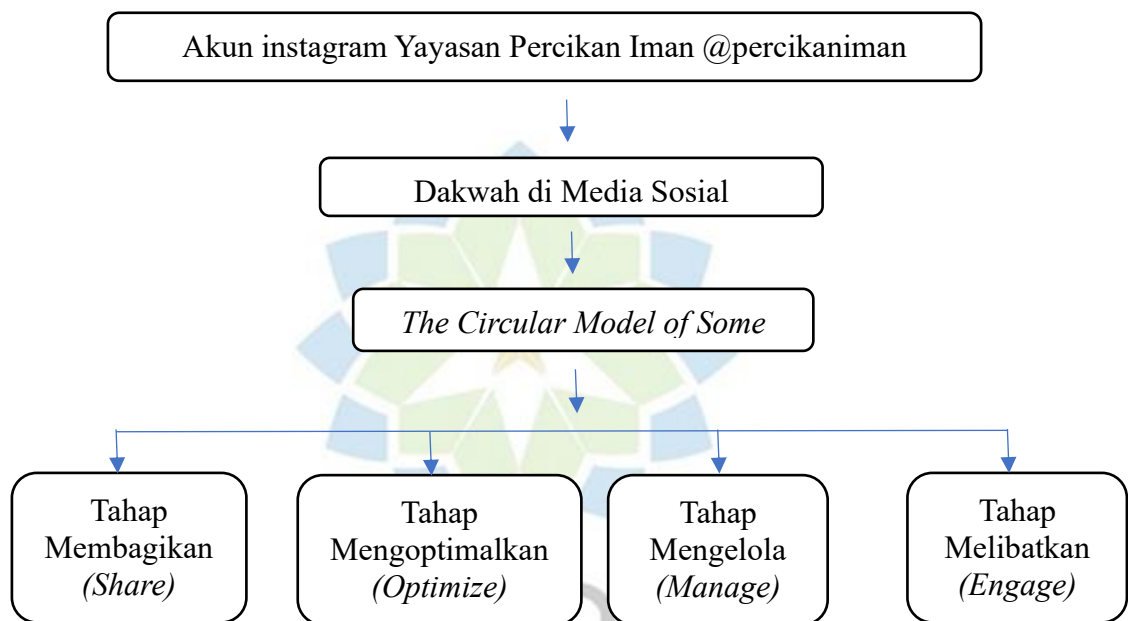 Akun instagram Yayasan Percikan Iman @percikaniman
Dakwah di Media Sosial
The Circular Model of Some
Tahap
Membagikan
(Share)
Tahap
Mengoptimalkan
(Optimize)
Tahap
Mengelola
(Manage)
Tahap
Melibatkan
(Engage)